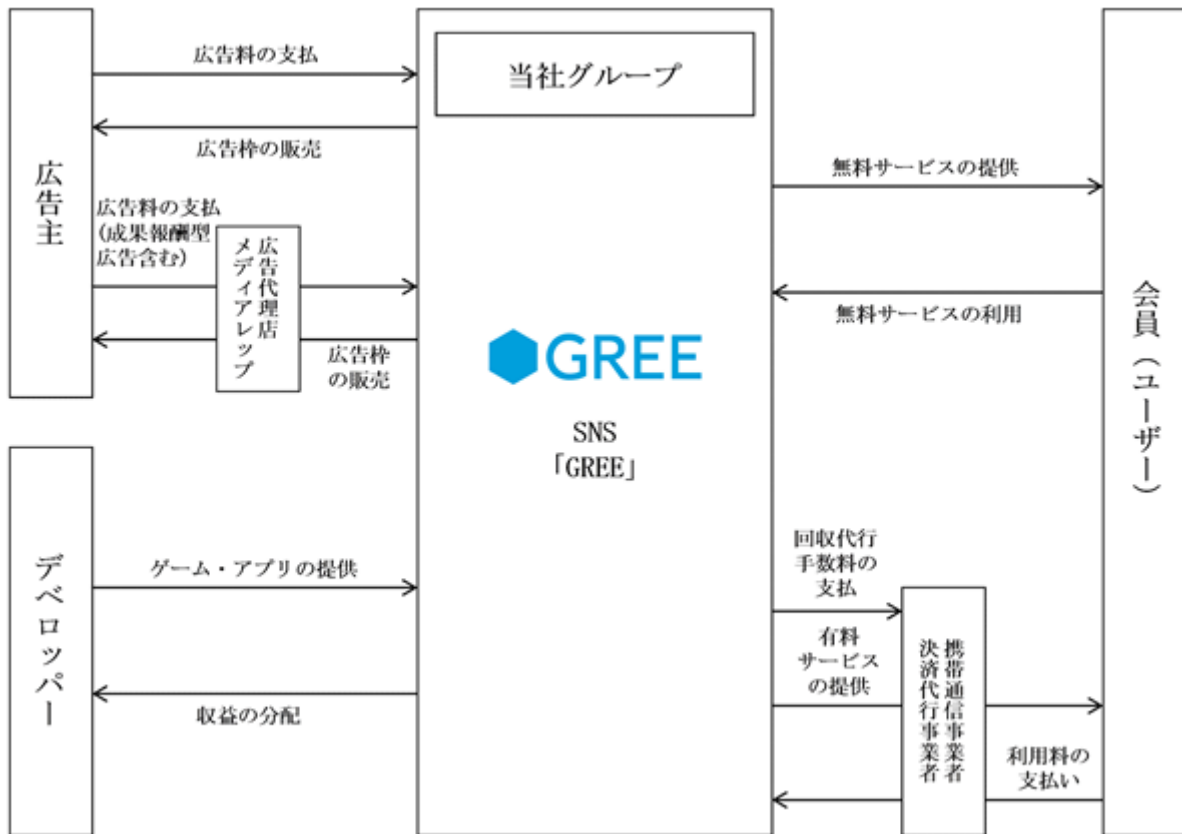 当社グループ
広告料の支払
広告枠の販売
広告主
広告料の支払
(成果報酬型
広告含む)
広告代理店
メディアレップ
広告枠
の販売
無料サービスの提供
無料サービスの利用
会員（ユーザー）
GREE
SNS
「GREE」
デベロッパー
ゲーム・アプリの提供
収益の分配
回収代行
手数料の
支払
有料
サービス
の提供
携帯通信事業者
決済代行事業者
利用料の
支払い